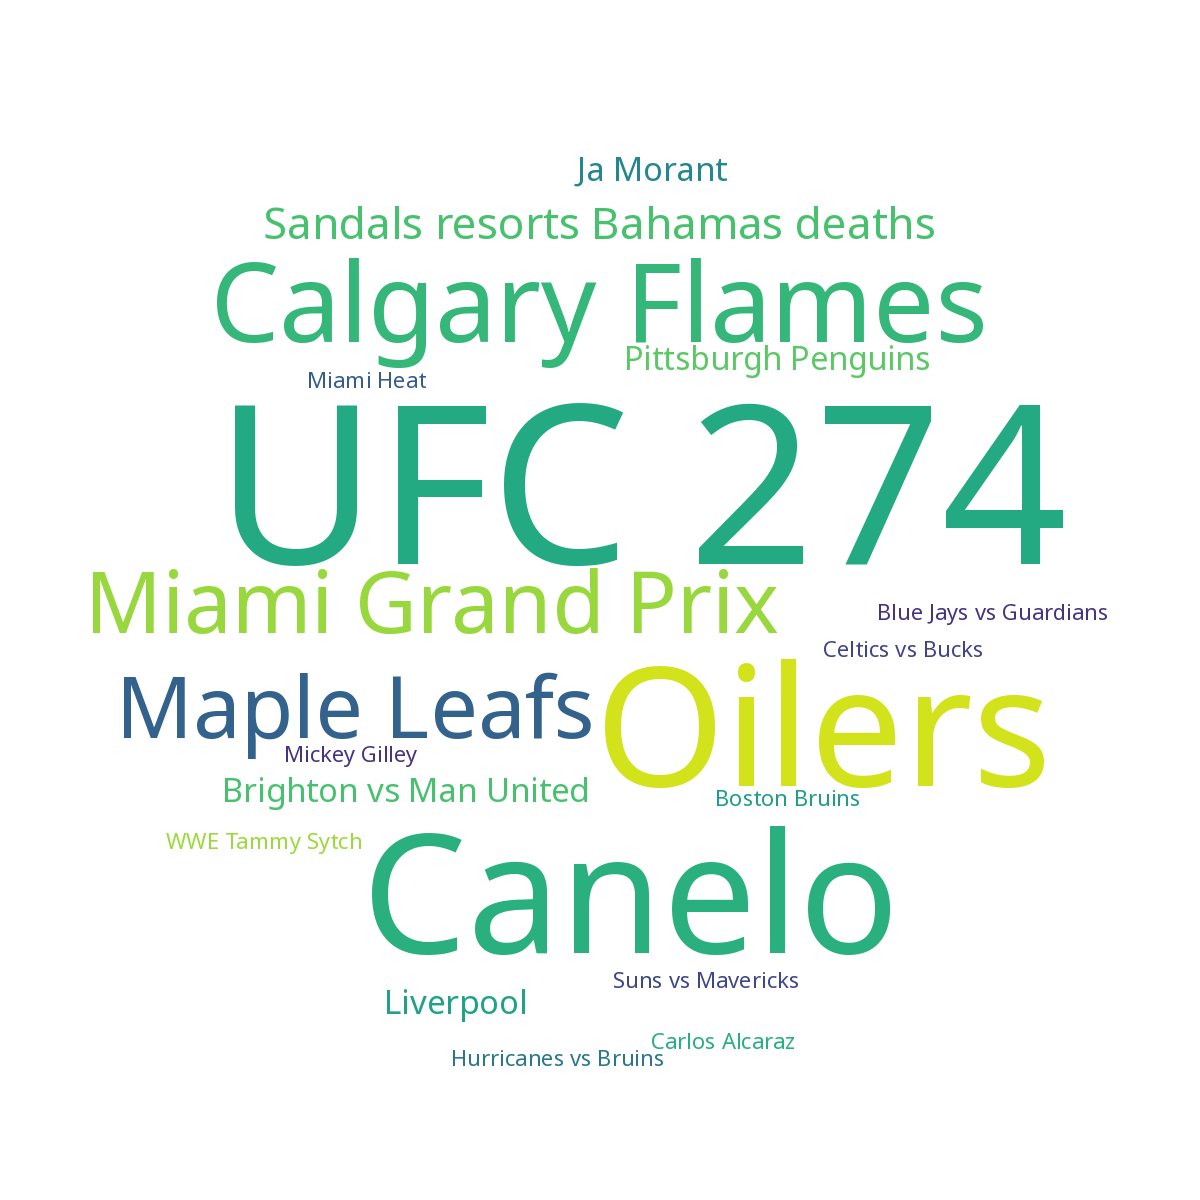 Ja Morant
Sandals resorts Bahamas deaths
Calgary Flames
Pittsburgh Penguins
Miami Heat
UFC 274
Miami Grand Prix
Blue Jays vs Guardians
Celtics vs Bucks
Maple Leafs
Oilers
Mickey Gilley
Brighton vs Man United
Boston Bruins
WWE Tammy Sytch
Canelo
Suns vs Mavericks
Liverpool
Carlos Alcaraz
Hurricanes vs Bruins